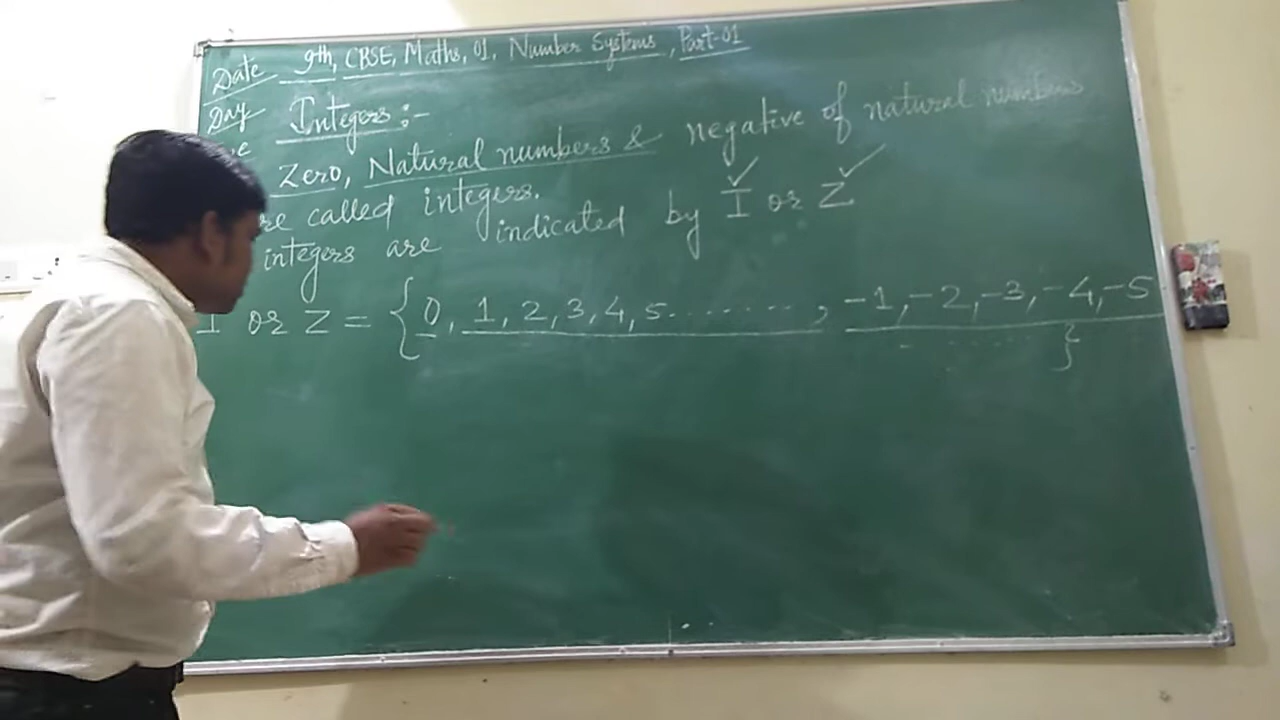 Date 9th, CBSE, Maths, 01, Number Systems, Part-01
Day Integers:-
Zero, Natural numbers & negative of natural numbers
re called integers.
integers are indicated by I or Z
I or Z = {0, 1, 2, 3, 4, 5........, -1, -2, -3, -4, -5
- ...... }